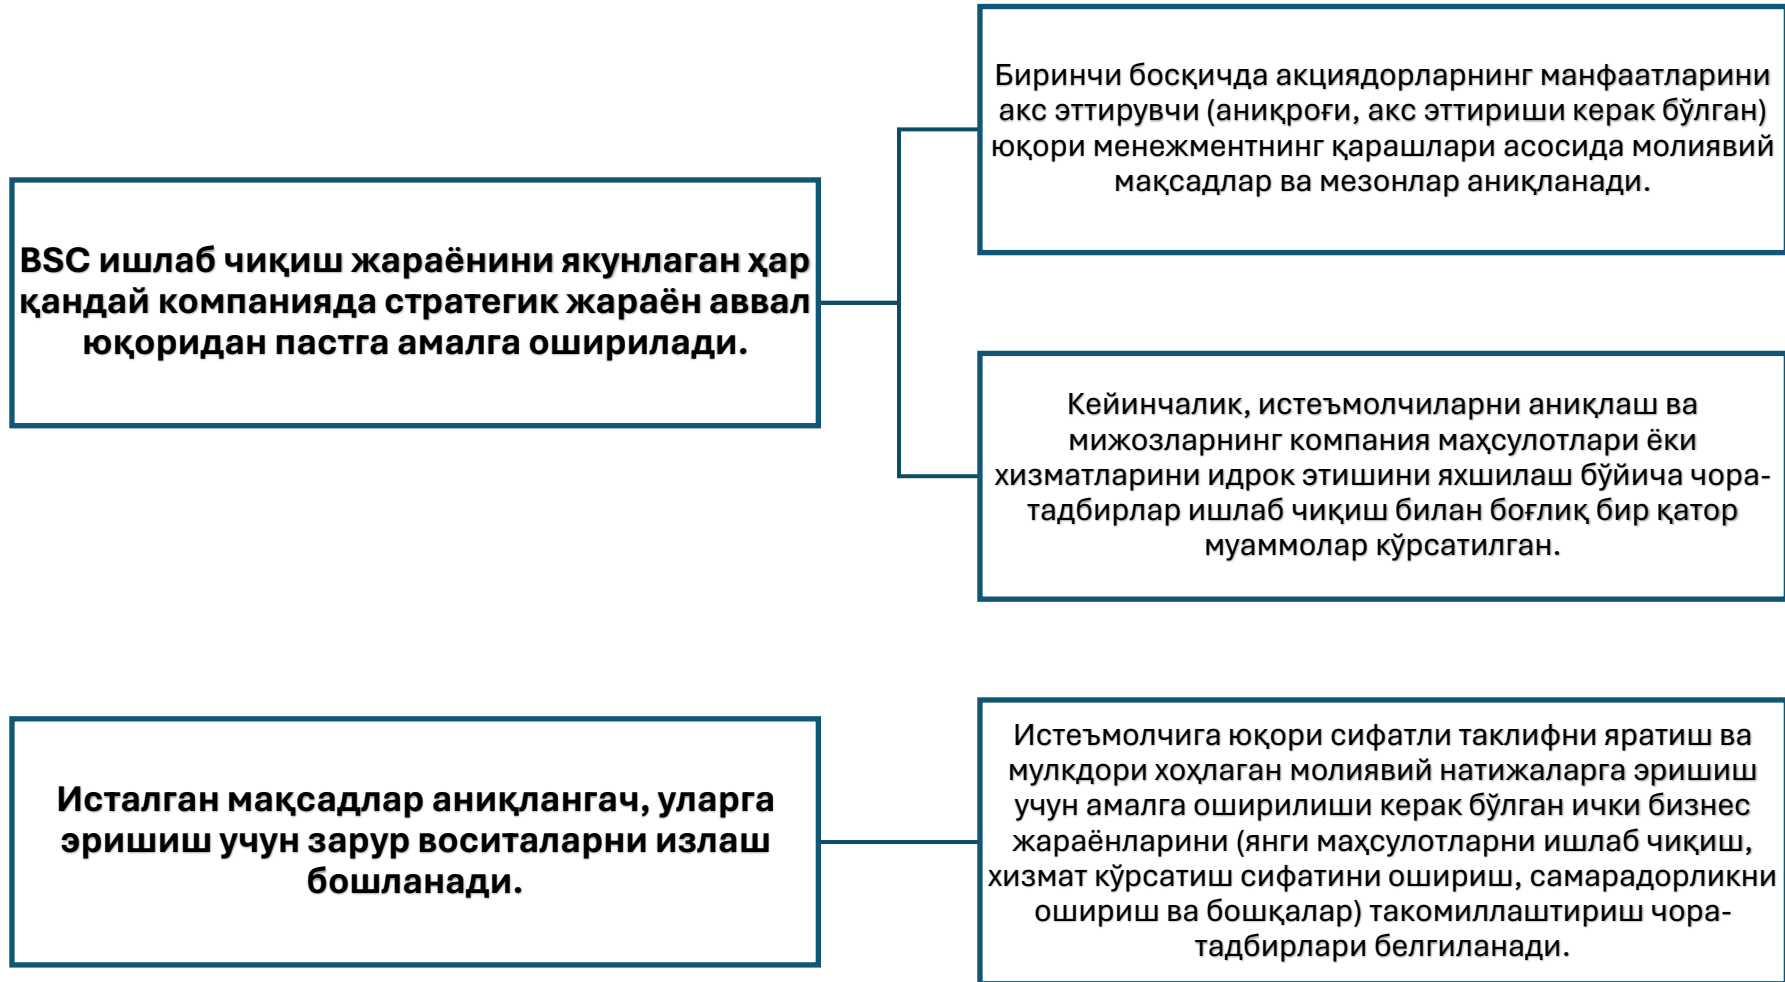 BSC ишлаб чиқиш жараёнини якунлаган ҳар
қандай компанияда стратегик жараён аввал
юқоридан пастга амалга оширилади.
Биринчи босқичда акциядорларнинг манфаатларини
акс эттирувчи (аниқроғи, акс эттириши керак бўлган)
юқори менежментнинг қарашлари асосида молиявий
мақсадлар ва мезонлар аниқланади.
Кейинчалик, истеъмолчиларни аниқлаш ва
мижозларнинг компания маҳсулотлари ёки
хизматларини идрок этишини яхшилаш бўйича чора-
тадбирлар ишлаб чиқиш билан боғлиқ бир қатор
муаммолар кўрсатилган.
Исталган мақсадлар аниқлангач, уларга
эришиш учун зарур воситаларни излаш
бошланади.
Истеъмолчига юқори сифатли таклифни яратиш ва
мулкдори хоҳлаган молиявий натижаларга эришиш
учун амалга оширилиши керак бўлган ички бизнес
жараёнларини (янги маҳсулотларни ишлаб чиқиш,
хизмат кўрсатиш сифатини ошириш, самарадорликни
ошириш ва бошқалар) такомиллаштириш чора-
тадбирлари белгиланади.